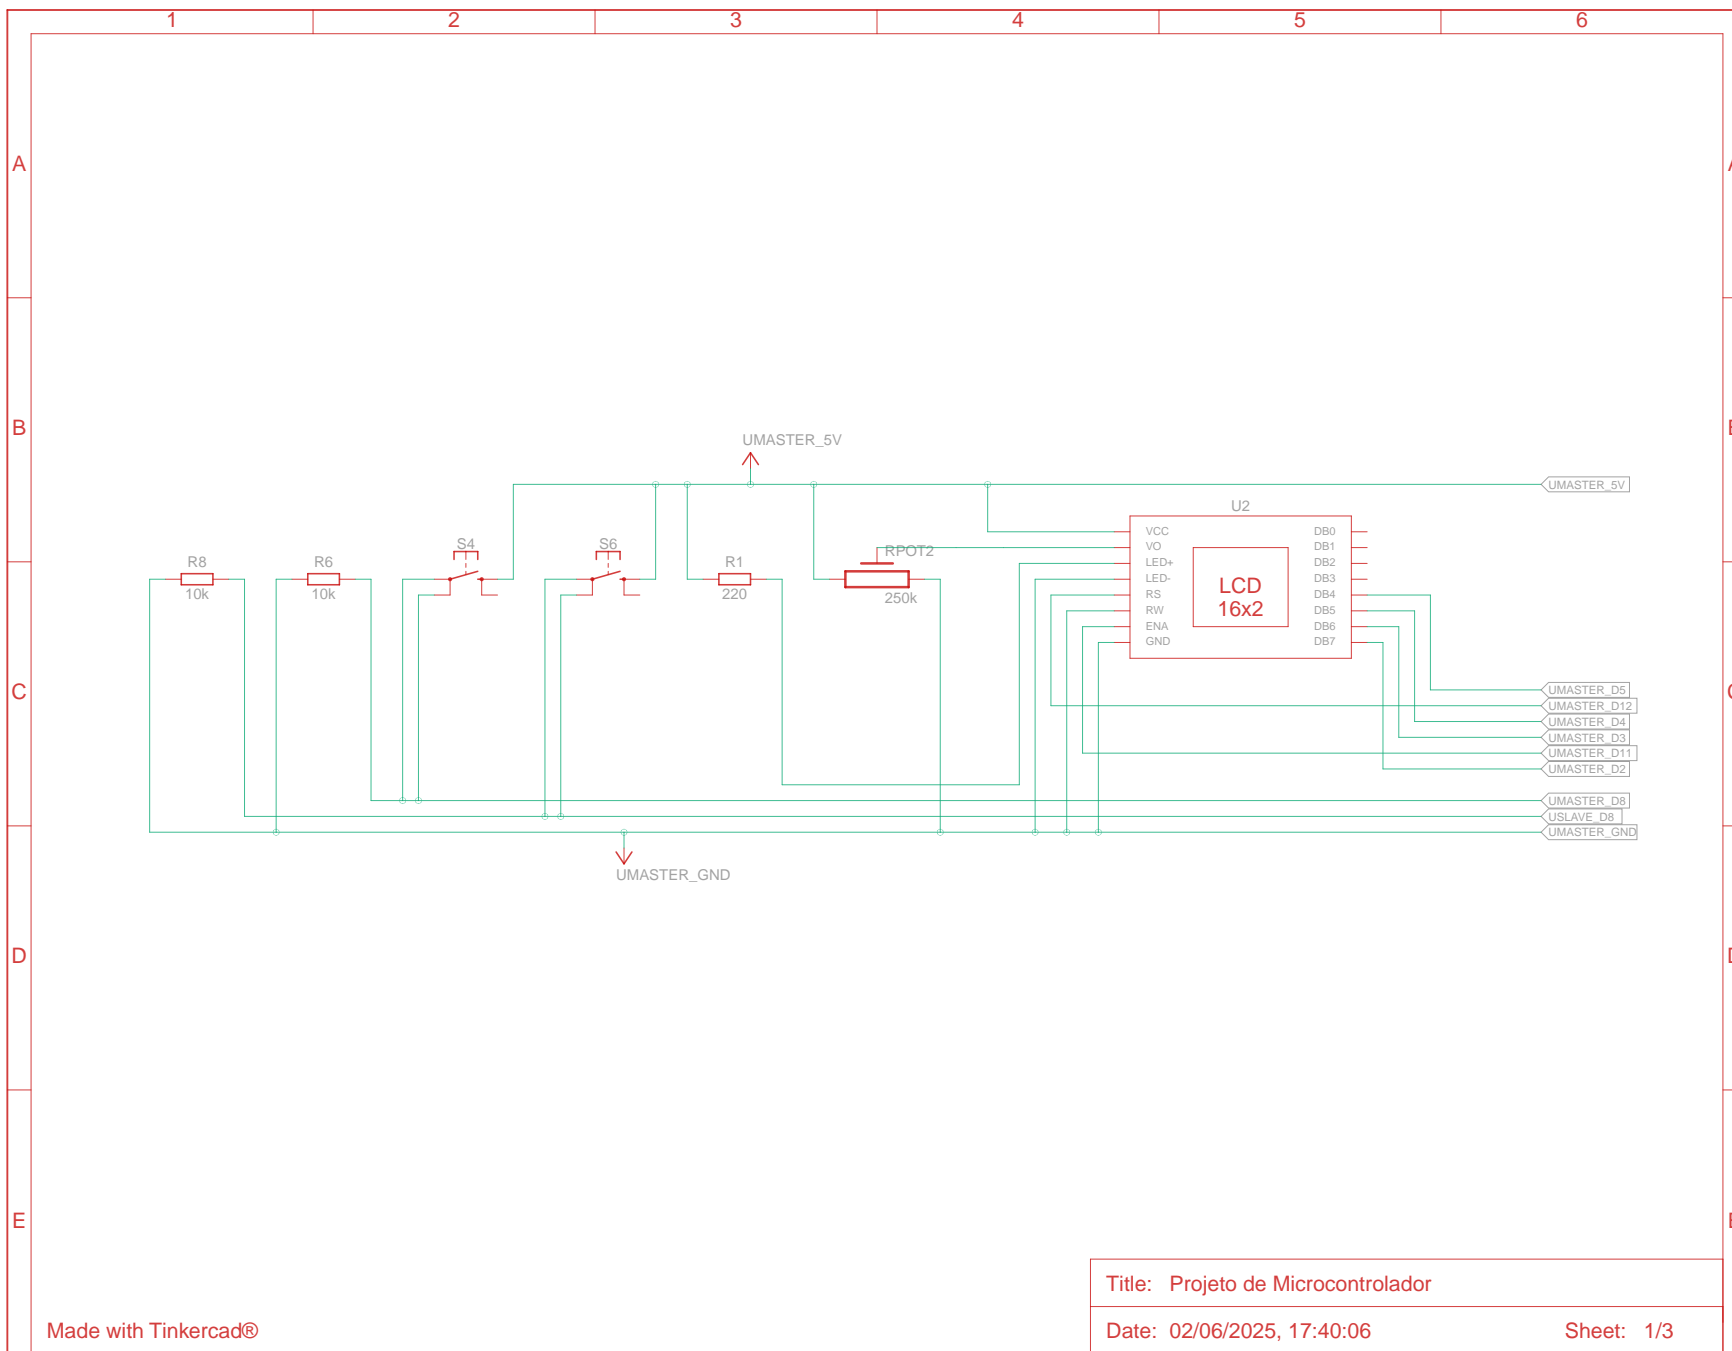 1 2 3 4 5 6
A
B
C
D
E
UMASTER_5V
UMASTER_5V
U2
VCC DB0
VO DB1
LED+ DB2
LED- DB3
RS DB4
RW DB5
ENA DB6
GND DB7
LCD
16x2
R8
10k
R6
10k
S4
S6
R1
220
RPOT2
250k
UMASTER_D5
UMASTER_D12
UMASTER_D4
UMASTER_D3
UMASTER_D11
UMASTER_D2
UMASTER_D8
USLAVE_D8
UMASTER_GND
UMASTER_GND
Title: Projeto de Microcontrolador
Made with Tinkercad®
Date: 02/06/2025, 17:40:06 Sheet: 1/3